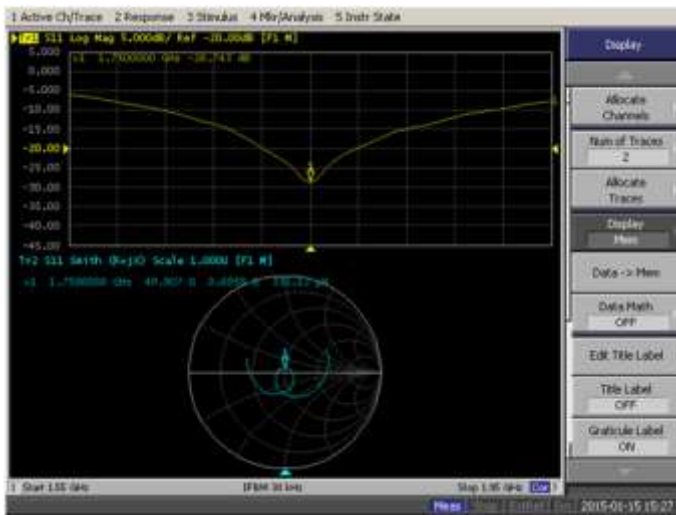 1 Active Ch/Trace 2 Response 3 Stimulus 4 Mkr/Analysis 5 Instr State
Tr1 S11 Log Mag 5.000dB/ Ref -20.00dB [F1 M]
5.000
0.000
-5.000
-10.00
-15.00
-20.00
-25.00
-30.00
-35.00
-40.00
-45.00
>1 1.7500000 GHz dB
Tr2 S11 Smith (R+jX) Scale 1.000U [F1 M]
>1 1.7500000 GHz
1 Start 1.55 GHz
IFBW 30 kHz
Stop 1.95 GHz
Cor
Display
Allocate
Channels
Num of Traces
2
Allocate
Traces
Display
Mem
Data -> Mem
Data Math
OFF
Edit Title Label
Title Label
OFF
Graticule Label
ON
Meas
2015-01-15 15:27